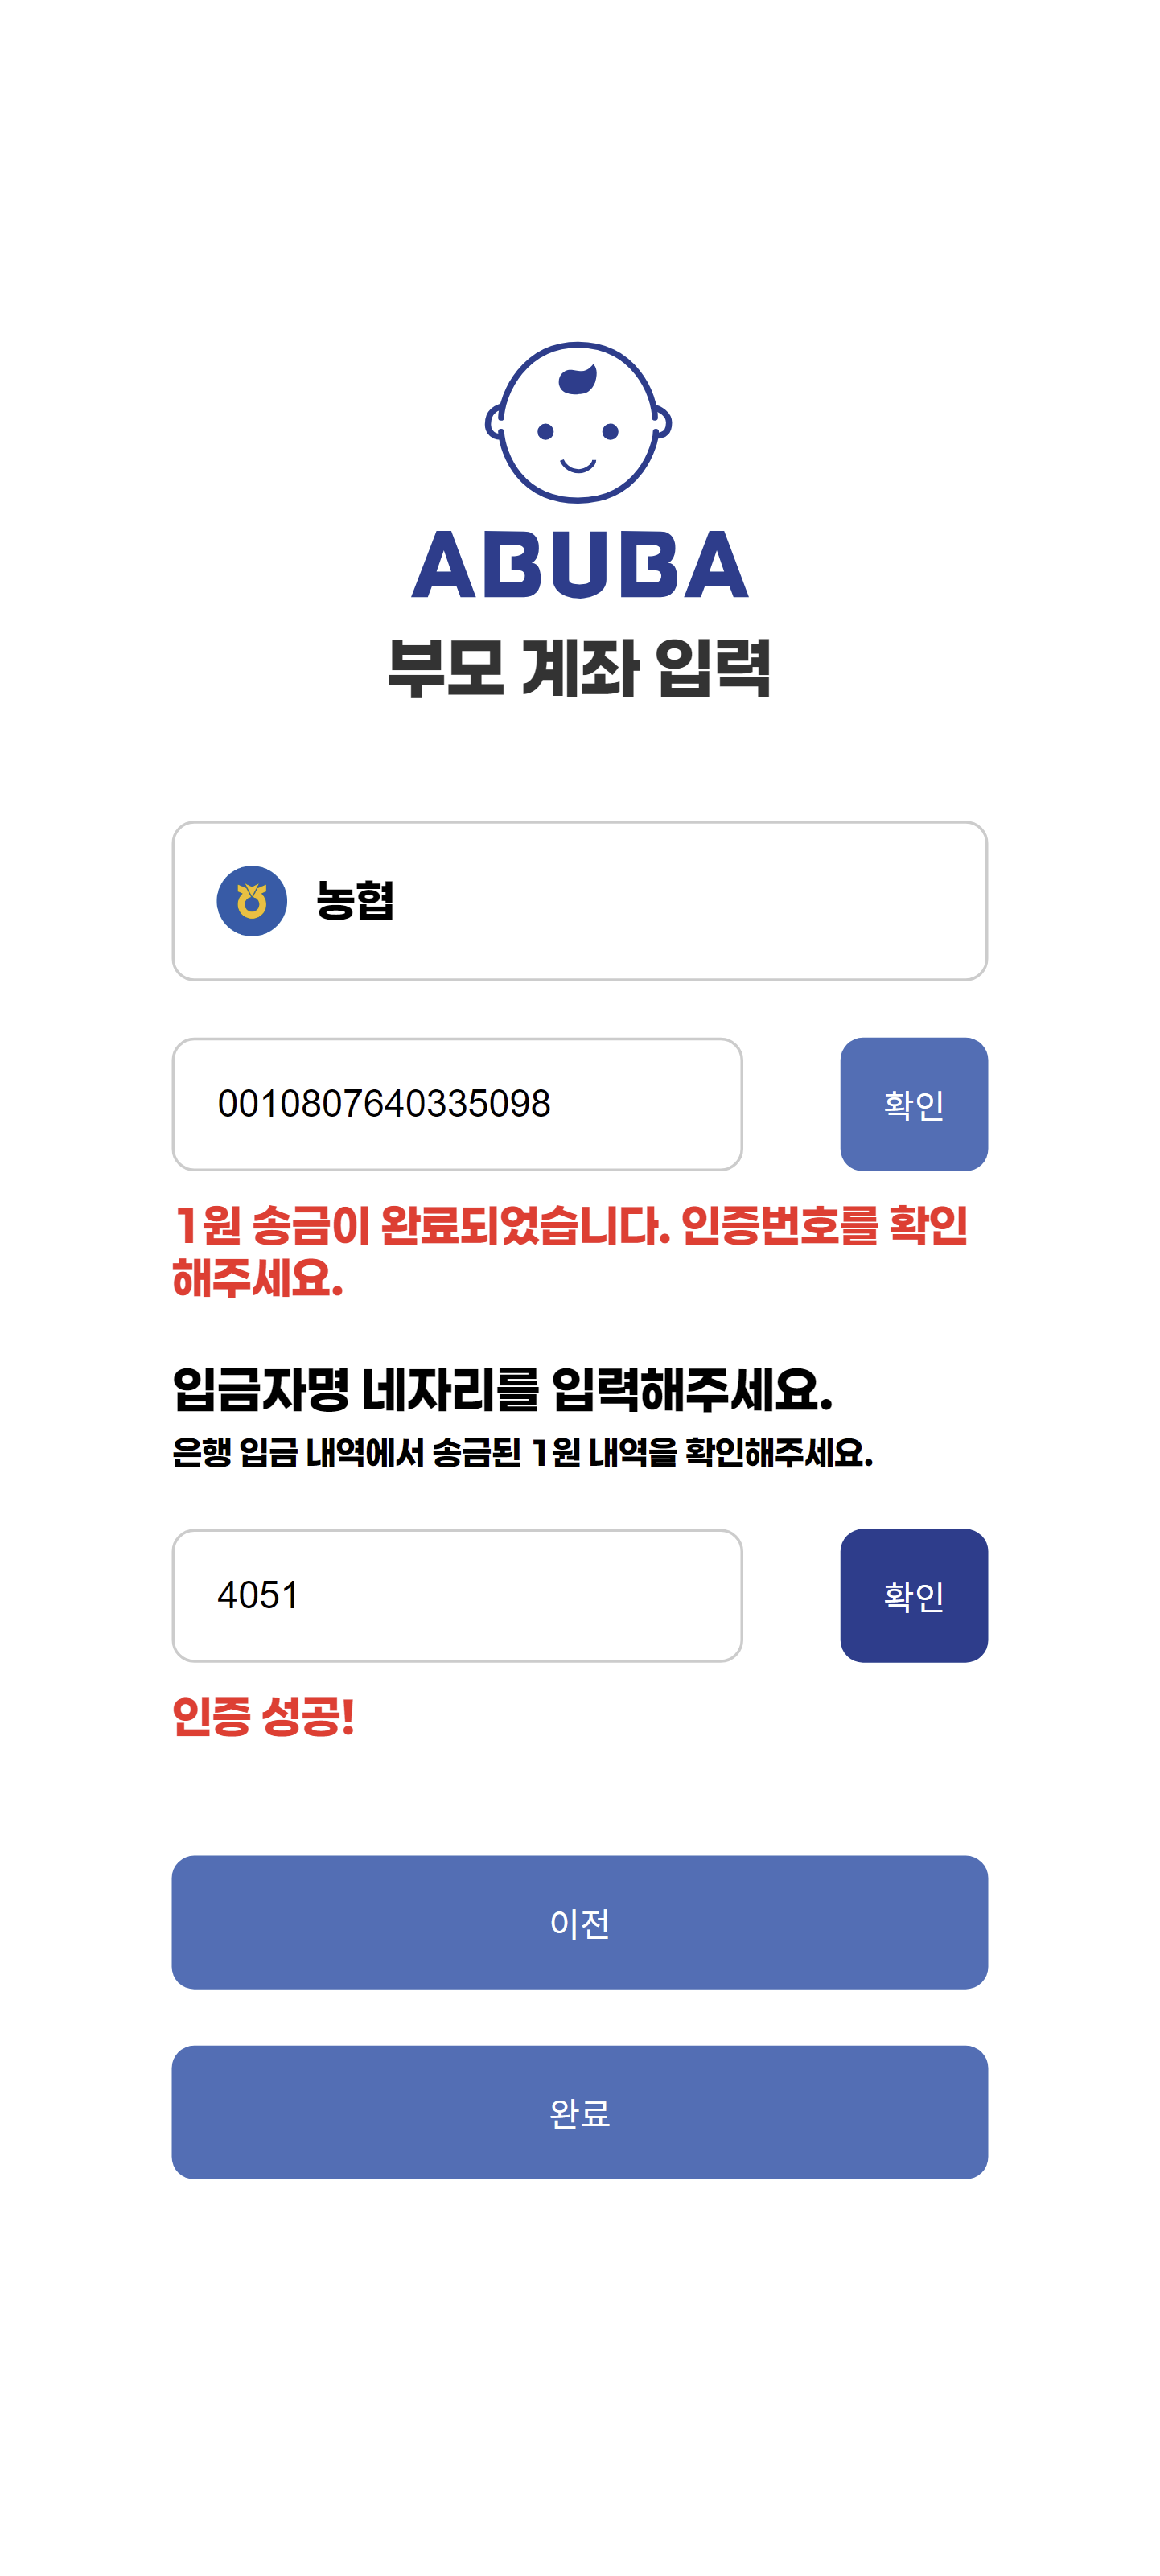 ABUBA
부모 계좌 입력
농협
0010807640335098
확인
1원 송금이 완료되었습니다. 인증번호를 확인
해주세요.
입금자명 네자리를 입력해주세요.
은행 입금 내역에서 송금된 1원 내역을 확인해주세요.
4051
확인
인증 성공!
이전
완료